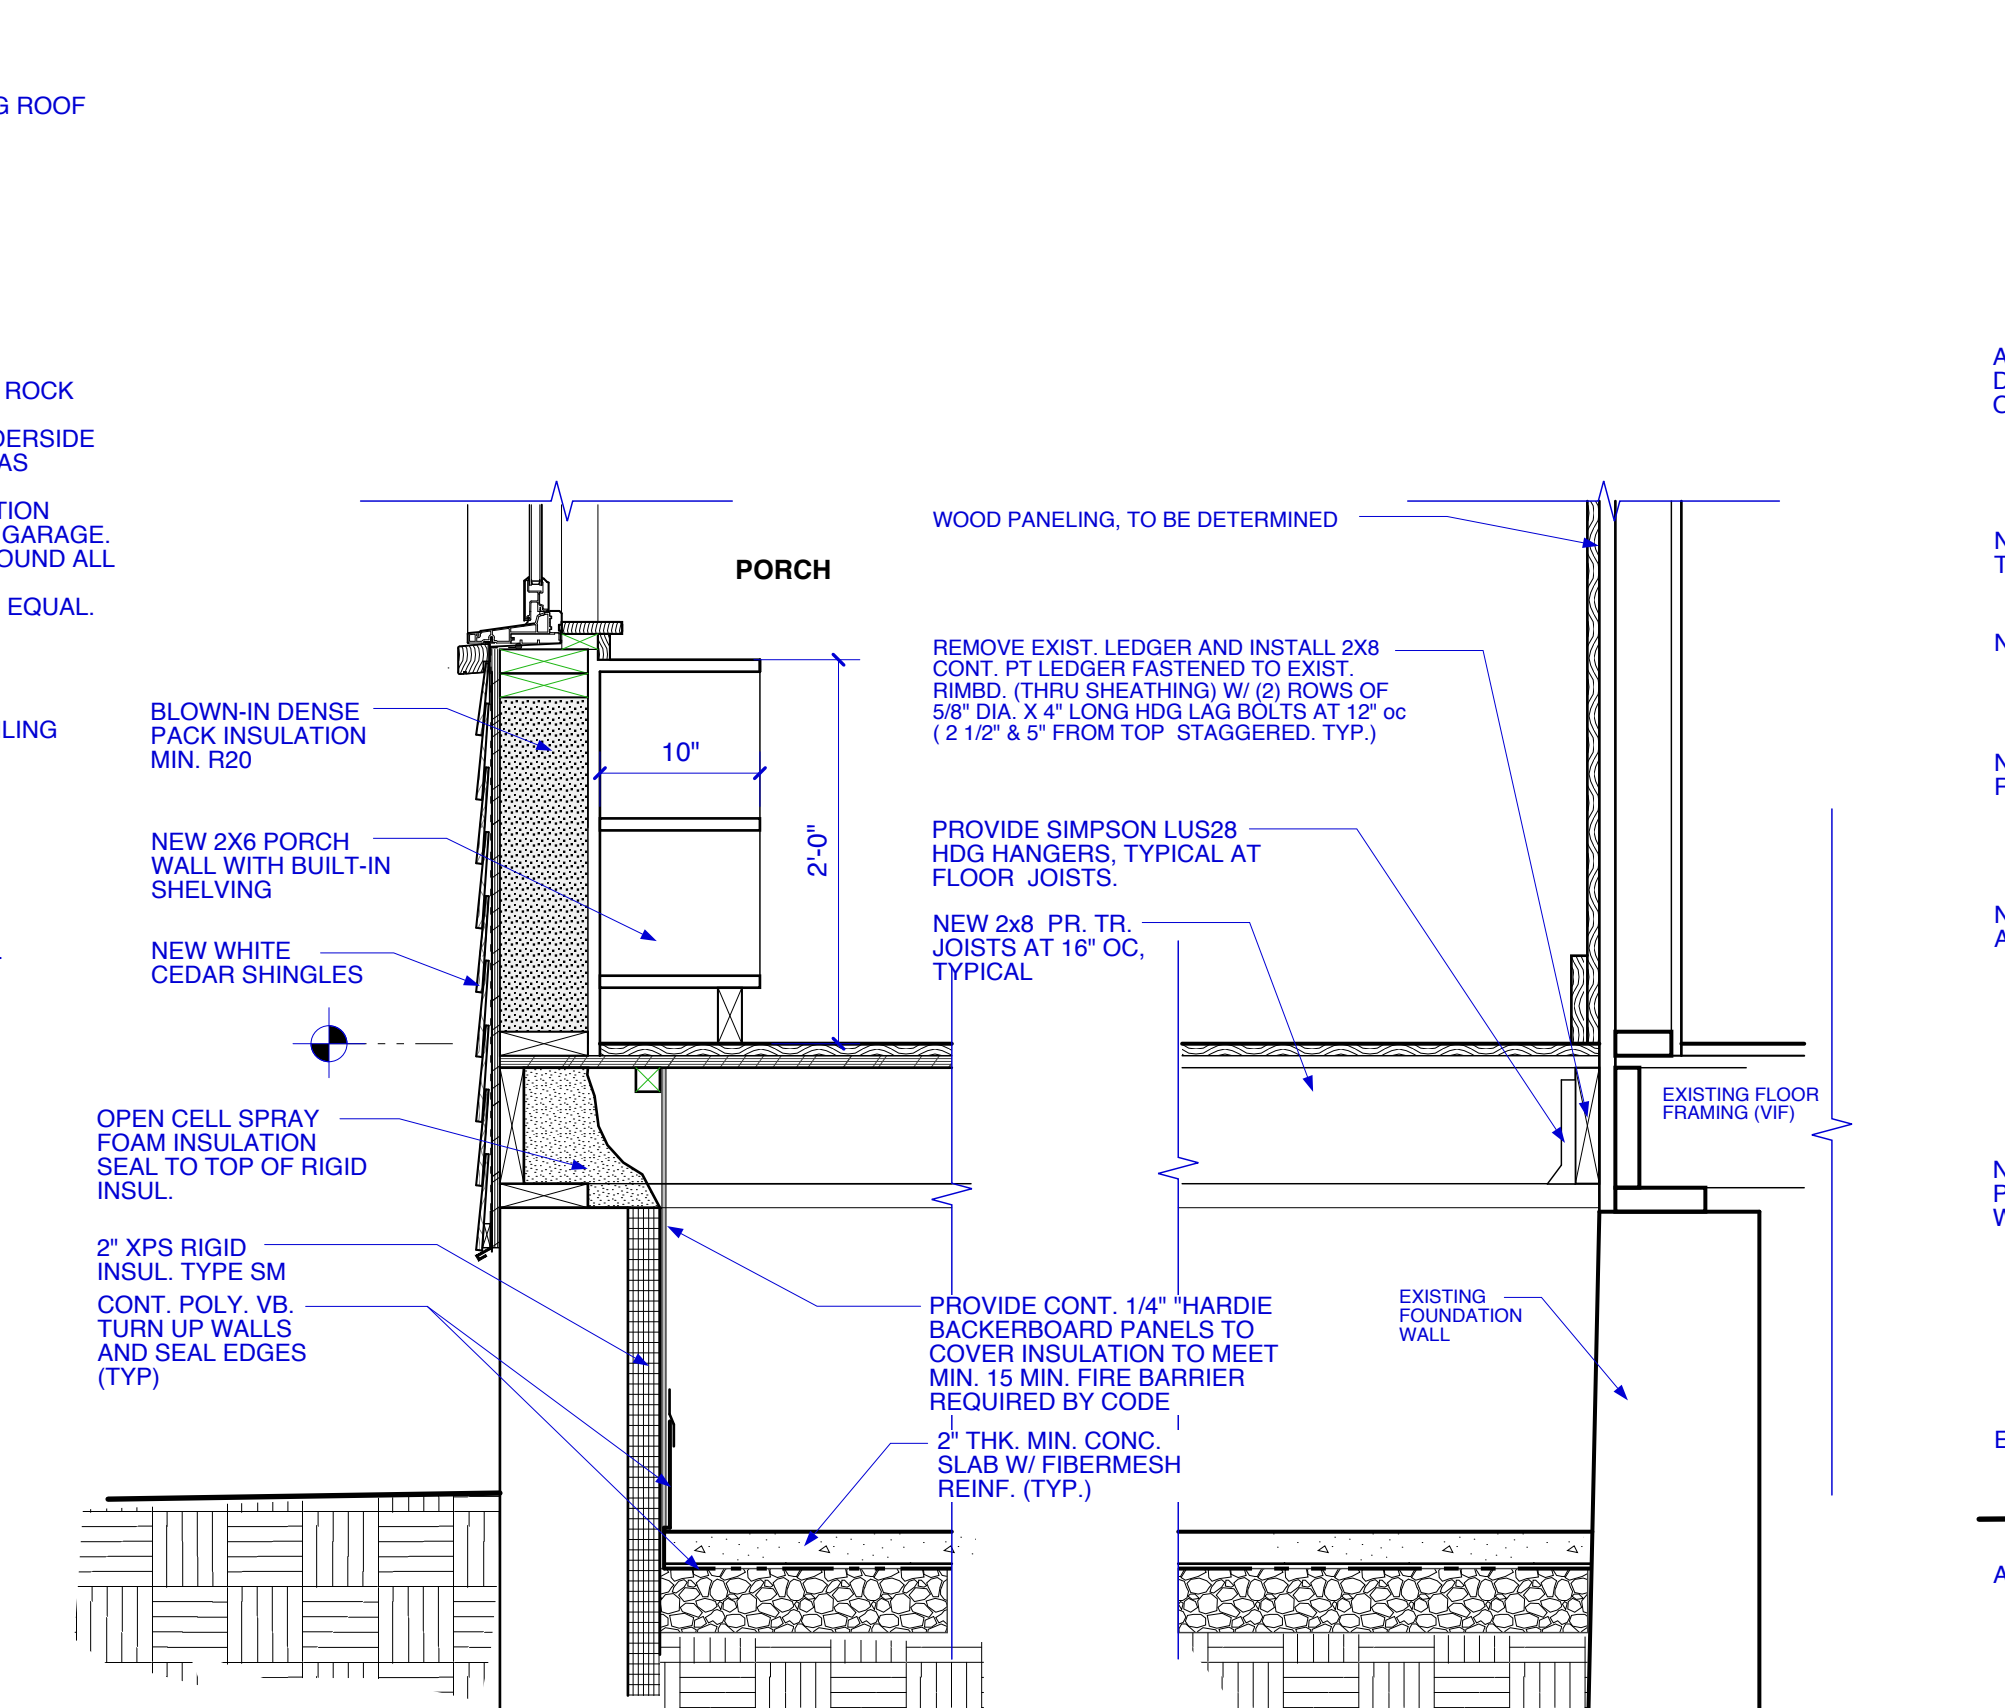 G ROOF
ROCK
DERSIDE
AS
TION
GARAGE.
OUND ALL
EQUAL.
LING
PORCH
BLOWN-IN DENSE
PACK INSULATION
MIN. R20
NEW 2X6 PORCH
WALL WITH BUILT-IN
SHELVING
NEW WHITE
CEDAR SHINGLES
OPEN CELL SPRAY
FOAM INSULATION
SEAL TO TOP OF RIGID
INSUL.
2" XPS RIGID
INSUL. TYPE SM
CONT. POLY. VB.
TURN UP WALLS
AND SEAL EDGES
(TYP)
10"
2'-0"
WOOD PANELING, TO BE DETERMINED
REMOVE EXIST. LEDGER AND INSTALL 2X8
CONT. PT LEDGER FASTENED TO EXIST.
RIMBD. (THRU SHEATHING) W/ (2) ROWS OF
5/8" DIA. X 4" LONG HDG LAG BOLTS AT 12" oc
( 2 1/2" & 5" FROM TOP STAGGERED. TYP.)
PROVIDE SIMPSON LUS28
HDG HANGERS, TYPICAL AT
FLOOR JOISTS.
NEW 2x8 PR. TR.
JOISTS AT 16" OC,
TYPICAL
EXISTING FLOOR
FRAMING (VIF)
PROVIDE CONT. 1/4" "HARDIE
BACKERBOARD PANELS TO
COVER INSULATION TO MEET
MIN. 15 MIN. FIRE BARRIER
REQUIRED BY CODE
2" THK. MIN. CONC.
SLAB W/ FIBERMESH
REINF. (TYP.)
EXISTING
FOUNDATION
WALL